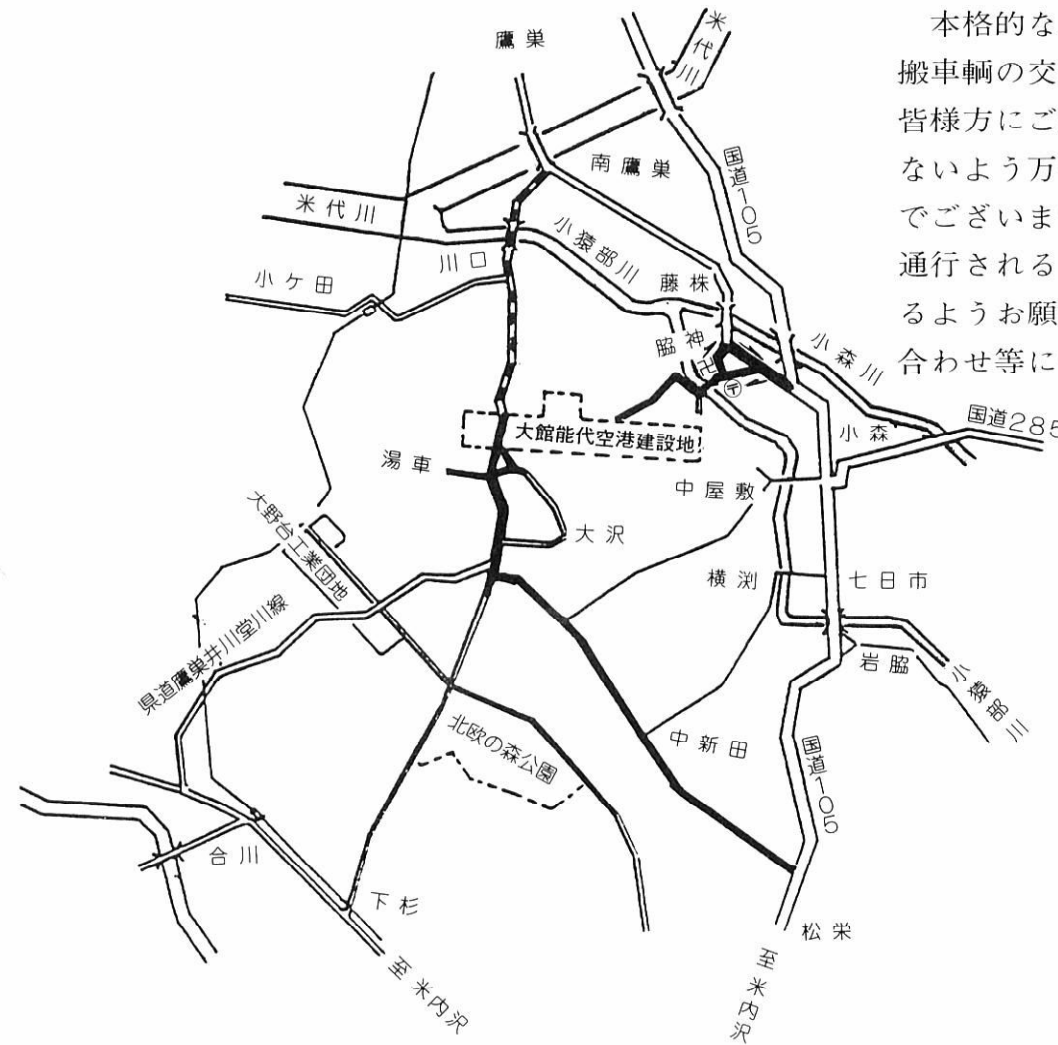 本格的な
搬車輌の交
皆様方にご
ないよう万
でございま
通行される
るようお願
合わせ等に
鷹巣
米代川
南鷹巣
国道105
米代川
小猿部川
川口
小ケ田
藤株
脇神
卍
〒
小森川
国道285
小森
大館能代空港建設地
湯車
中屋敷
大沢
大野台工業団地
横渕
七日市
岩脇
小猿部川
県道鷹巣井川堂川線
北欧の森公園
中新田
国道105
合川
下杉
松栄
至米内沢
至米内沢